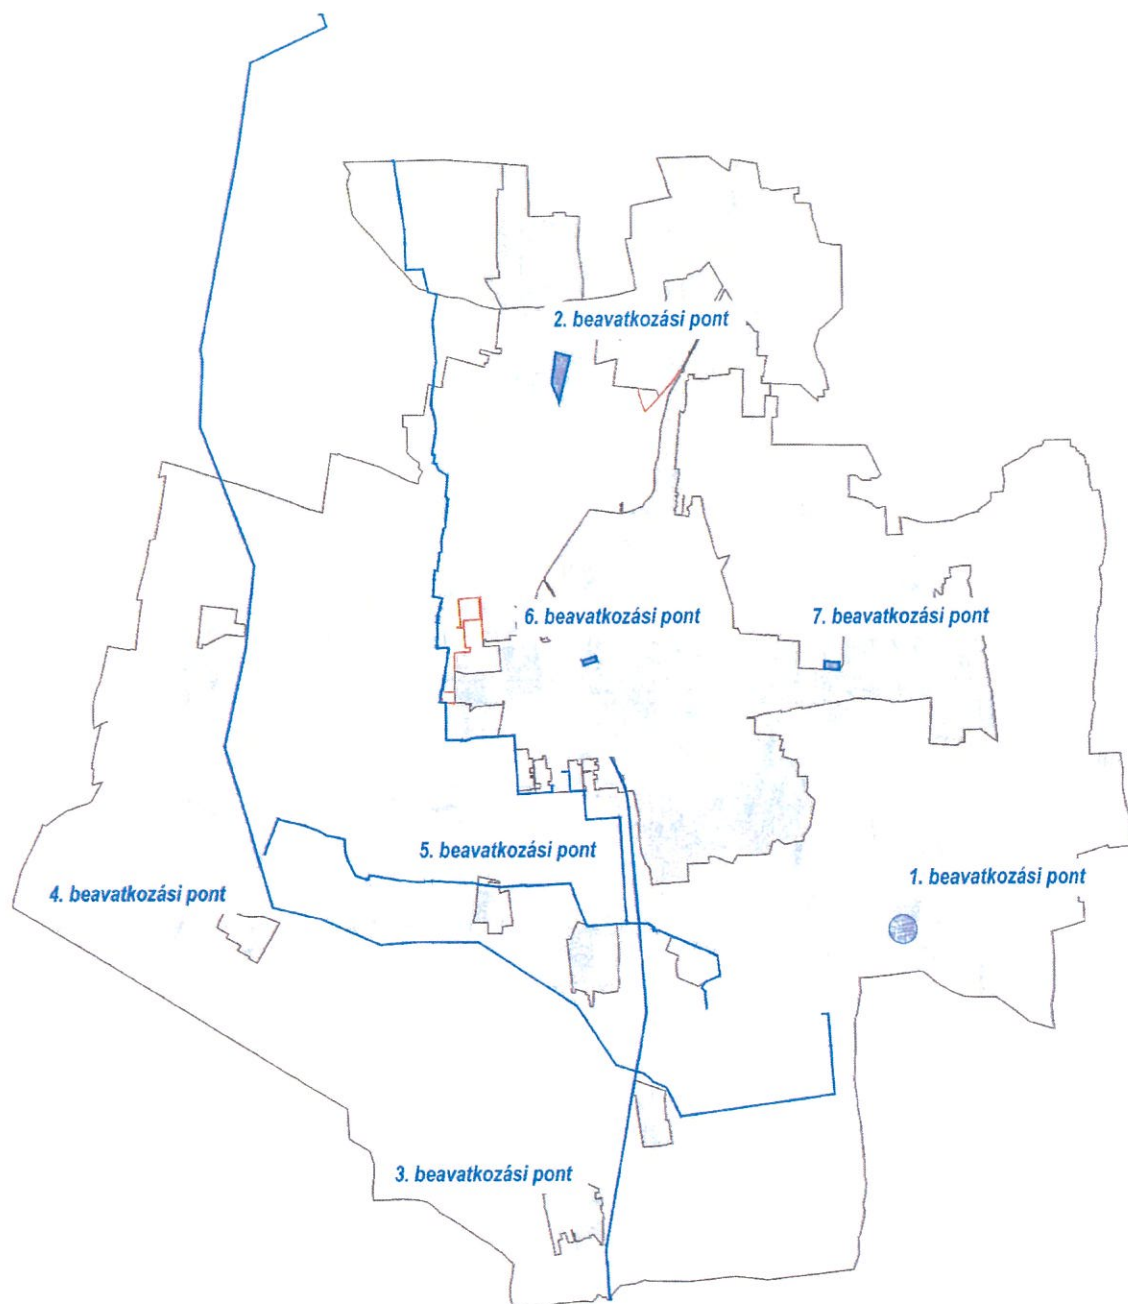 2. beavatkozási pont
6. beavatkozási pont
7. beavatkozási pont
5. beavatkozási pont
4. beavatkozási pont
1. beavatkozási pont
3. beavatkozási pont